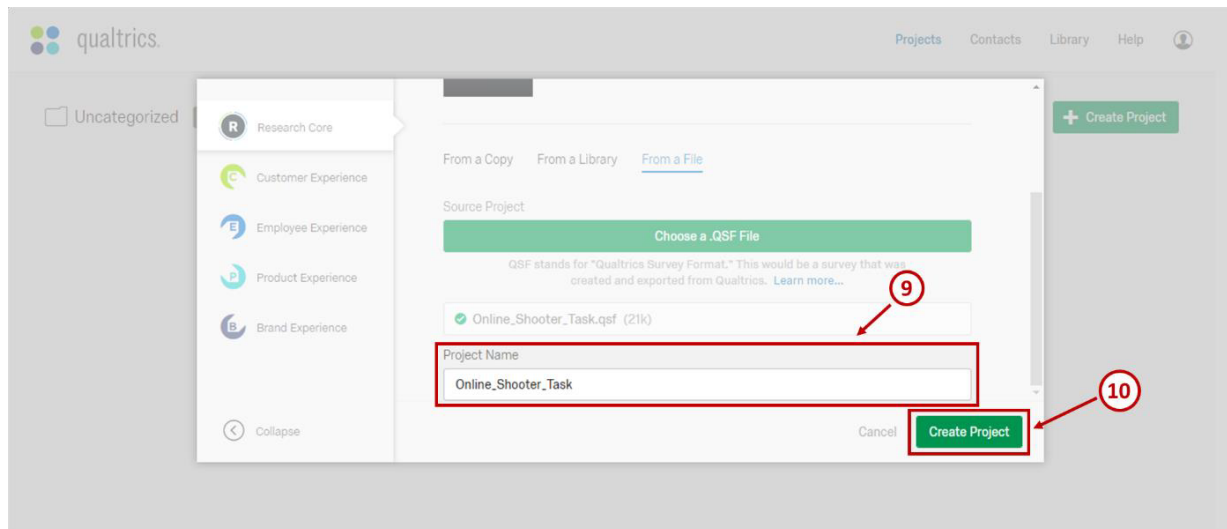 qualtrics.
Projects Contacts Library Help
Uncategorized
+ Create Project
R Research Core
C Customer Experience
E Employee Experience
P Product Experience
B Brand Experience
Collapse
From a Copy From a Library From a File
Source Project
Choose a .QSF File
QSF stands for "Qualtrics Survey Format." This would be a survey that was
created and exported from Qualtrics. Learn more...
9
Online_Shooter_Task.qsf (21k)
Project Name
Online_Shooter_Task
10
Cancel Create Project